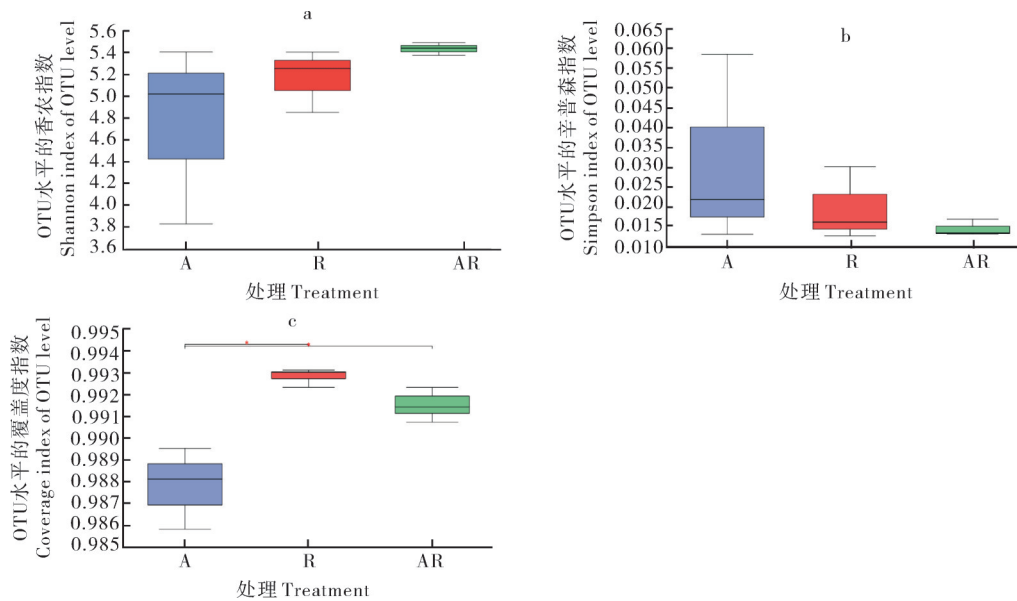 a
OTU水平的香农指数
Shannon index of OTU level
5.6
5.4
5.2
5.0
4.8
4.6
4.4
4.2
4.0
3.8
3.6
A R AR
处理 Treatment
b
OTU水平的辛普森指数
Simpson index of OTU level
0.065
0.060
0.055
0.050
0.045
0.040
0.035
0.030
0.025
0.020
0.015
0.010
A R AR
处理 Treatment
c
OTU水平的覆盖度指数
Coverage index of OTU level
0.995
0.994
0.993
0.992
0.991
0.990
0.989
0.988
0.987
0.986
0.985
A R AR
处理 Treatment